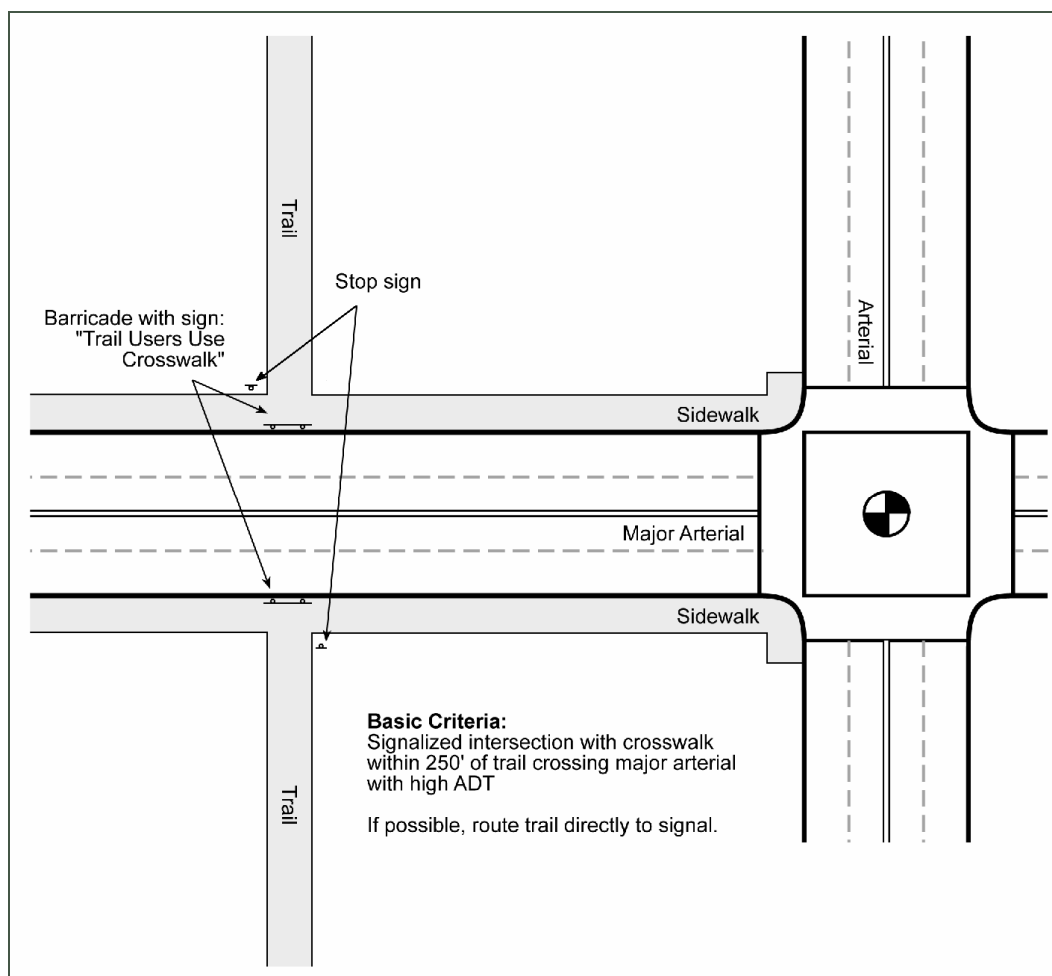 Trail
Stop sign
Barricade with sign:
"Trail Users Use
Crosswalk"
Arterial
Sidewalk
Major Arterial
Sidewalk
Basic Criteria:
Signalized intersection with crosswalk
within 250' of trail crossing major arterial
with high ADT
If possible, route trail directly to signal.
Trail